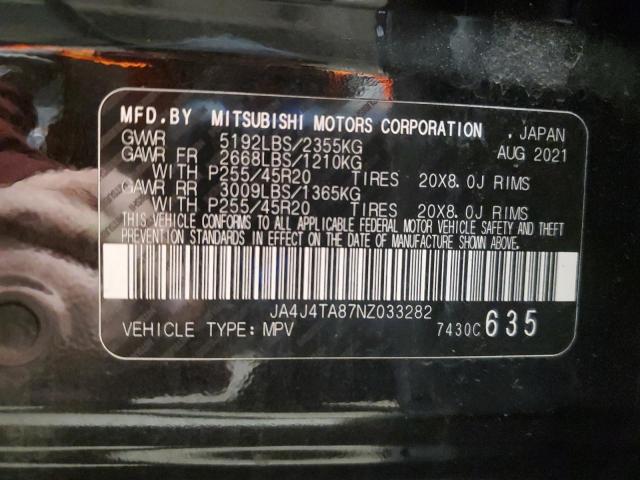 MFD.BY MITSUBISHI MOTORS CORPORATION , JAPAN
GVWR 5192LBS/2355KG AUG 2021
GAWR FR 2668LBS/1210KG
WITH P255/45R20 TIRES 20X8.0J RIMS
GAWR RR 3009LBS/1365KG
WITH P255/45R20 TIRES 20X8.0J RIMS
THIS VEHICLE CONFORMS TO ALL APPLICABLE FEDERAL MOTOR VEHICLE SAFETY AND THEFT
PREVENTION STANDARDS IN EFFECT ON THE DATE OF MANUFACTURE SHOWN ABOVE.
JA4J4TA87NZ033282
VEHICLE TYPE:MPV 7430C 635